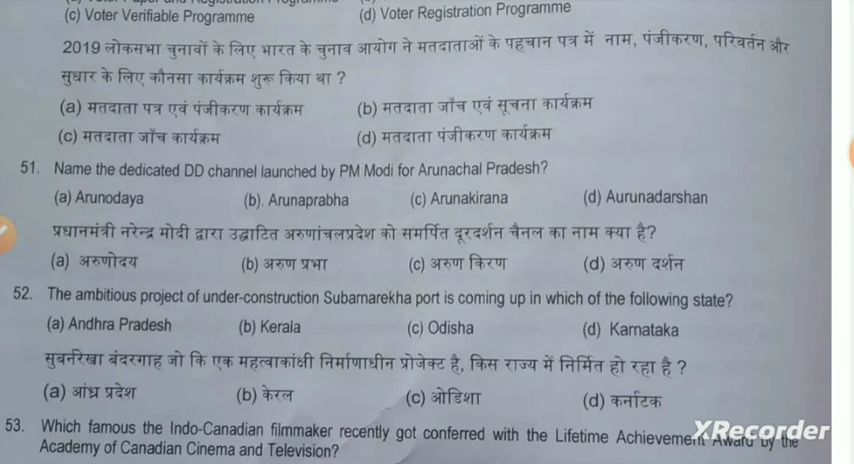 (c) Voter Verifiable Programme (d) Voter Registration Programme
2019 लोकसभा चुनावों के लिए भारत के चुनाव आयोग ने मतदाताओं के पहचान पत्र में नाम, पंजीकरण, परिवर्तन और
सुधार के लिए कौनसा कार्यक्रम शुरू किया था ?
(a) मतदाता पत्र एवं पंजीकरण कार्यक्रम (b) मतदाता जाँच एवं सूचना कार्यक्रम
(c) मतदाता जाँच कार्यक्रम (d) मतदाता पंजीकरण कार्यक्रम
51. Name the dedicated DD channel launched by PM Modi for Arunachal Pradesh?
(a) Arunodaya (b). Arunaprabha (c) Arunakirana (d) Aurunadarshan
प्रधानमंत्री नरेन्द्र मोदी द्वारा उद्घाटित अरुणांचलप्रदेश को समर्पित दूरदर्शन चैनल का नाम क्या है?
(a) अरुणोदय (b) अरुण प्रभा (c) अरुण किरण (d) अरुण दर्शन
52. The ambitious project of under-construction Subarnarekha port is coming up in which of the following state?
(a) Andhra Pradesh (b) Kerala (c) Odisha (d) Karnataka
सुबर्नरेखा बंदरगाह जो कि एक महत्वाकांक्षी निर्माणाधीन प्रोजेक्ट है, किस राज्य में निर्मित हो रहा है ?
(a) आंध्र प्रदेश (b) केरल (c) ओडिशा (d) कर्नाटक
53. Which famous the Indo-Canadian filmmaker recently got conferred with the Lifetime Achievement Award by the
Academy of Canadian Cinema and Television?
XRecorder